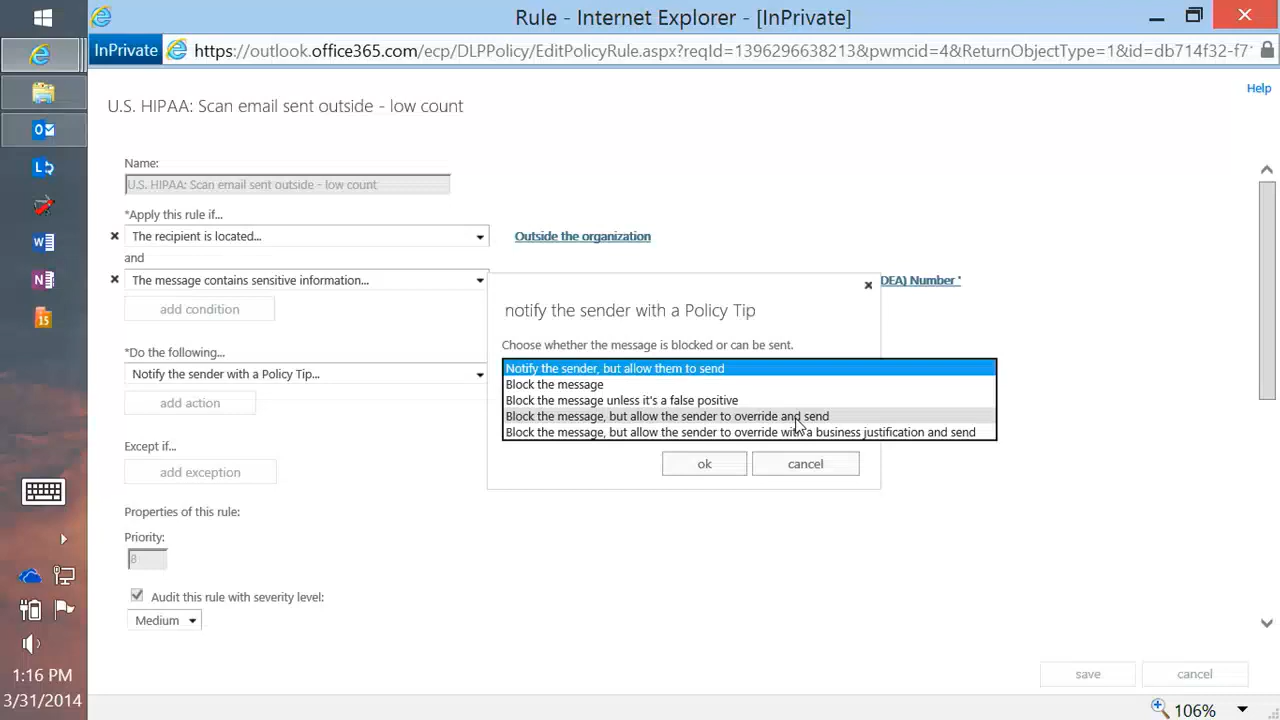 Rule - Internet Explorer - [InPrivate]
InPrivate
https://outlook.office365.com/ecp/DLPPolicy/EditPolicyRule.aspx?reqId=1396296638213&pwmcid=4&ReturnObjectType=1&id=db714f32-f7
Help
U.S. HIPAA: Scan email sent outside - low count
Name:
U.S. HIPAA: Scan email sent outside - low count
*Apply this rule if...
The recipient is located...
Outside the organization
and
The message contains sensitive information...
DEA) Number '
add condition
notify the sender with a Policy Tip
Choose whether the message is blocked or can be sent.
*Do the following...
Notify the sender with a Policy Tip...
Notify the sender, but allow them to send
Block the message
Block the message unless it's a false positive
Block the message, but allow the sender to override and send
Block the message, but allow the sender to override with a business justification and send
add action
ok
cancel
Except if...
add exception
Properties of this rule:
Priority:
8
Audit this rule with severity level:
Medium
save
cancel
15
1:16 PM
3/31/2014
106%